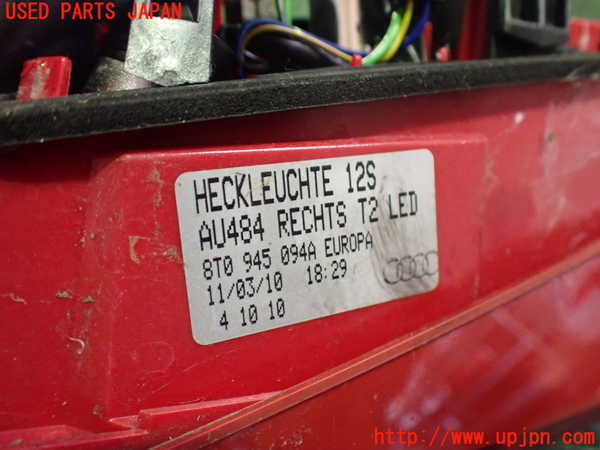 USED PARTS JAPAN
HECKLEUCHTE 12S
AU484 RECHTS T2 LED
8T0 945 094A EUROPA
11/03/10 18:29
4 10 10
http://www.upjpn.com